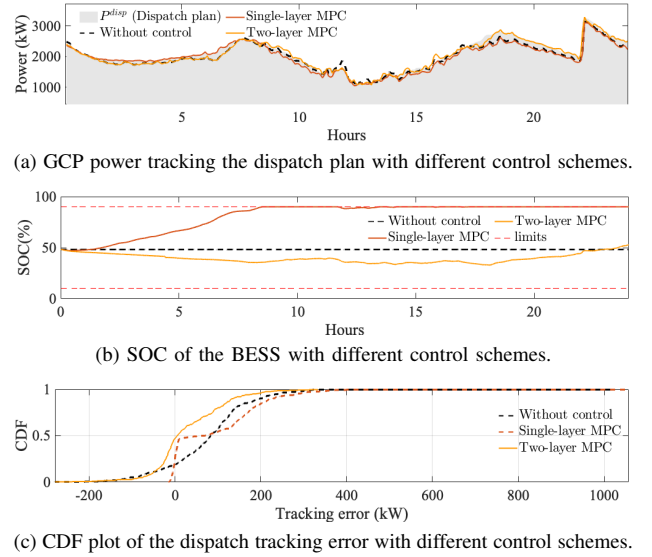 P^disp (Dispatch plan) Single-layer MPC
Without control Two-layer MPC
Power (kW)
3000
2000
1000
5 10 15 20
Hours
(a) GCP power tracking the dispatch plan with different control schemes.
100
50
0
SOC(%)
Without control Two-layer MPC
Single-layer MPC limits
0 5 10 15 20
Hours
(b) SOC of the BESS with different control schemes.
1
0.5
0
CDF
Without control
Single-layer MPC
Two-layer MPC
-200 0 200 400 600 800 1000
Tracking error (kW)
(c) CDF plot of the dispatch tracking error with different control schemes.